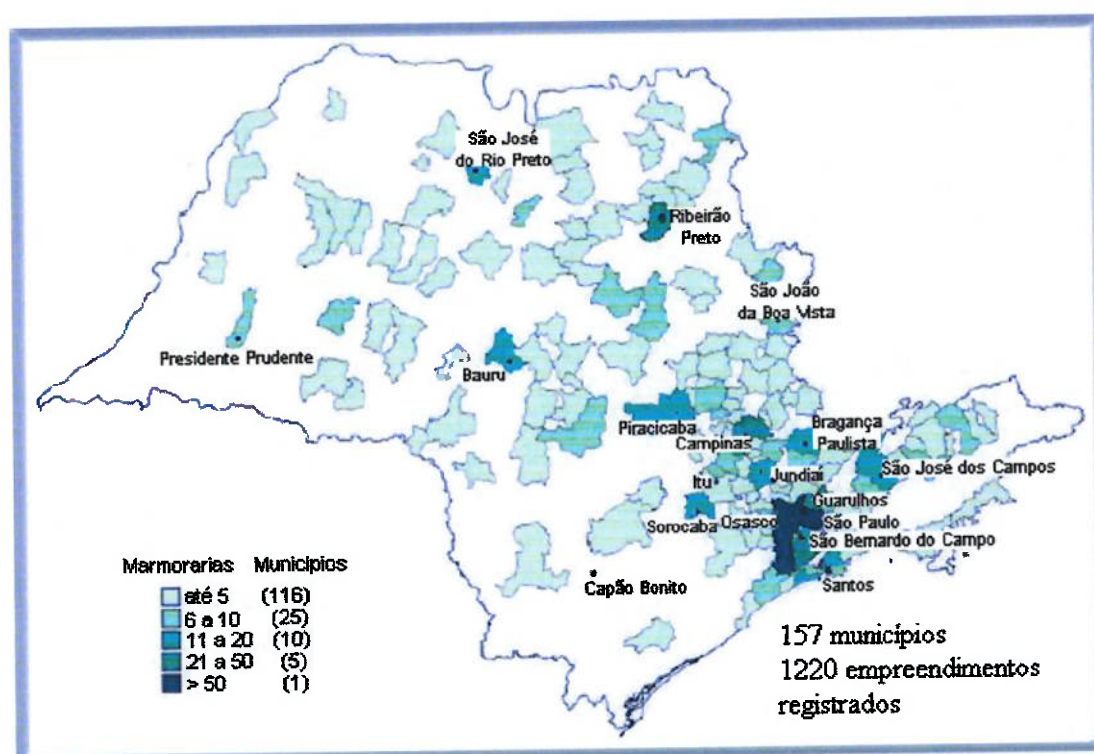 São José
do Rio Preto
Ribeirão
Preto
São João
da Boa Vista
Presidente Prudente
Bauru
Piracicaba
Campinas
Bragança
Paulista
São José dos Campos
Itu
Jundiaí
Guarulhos
Sorocaba
Osasco
São Paulo
São Bernardo do Campo
Capão Bonito
Santos
Marmorarias Municípios
até 5 (116)
6 a 10 (25)
11 a 20 (10)
21 a 50 (5)
> 50 (1)
157 municípios
1220 empreendimentos
registrados